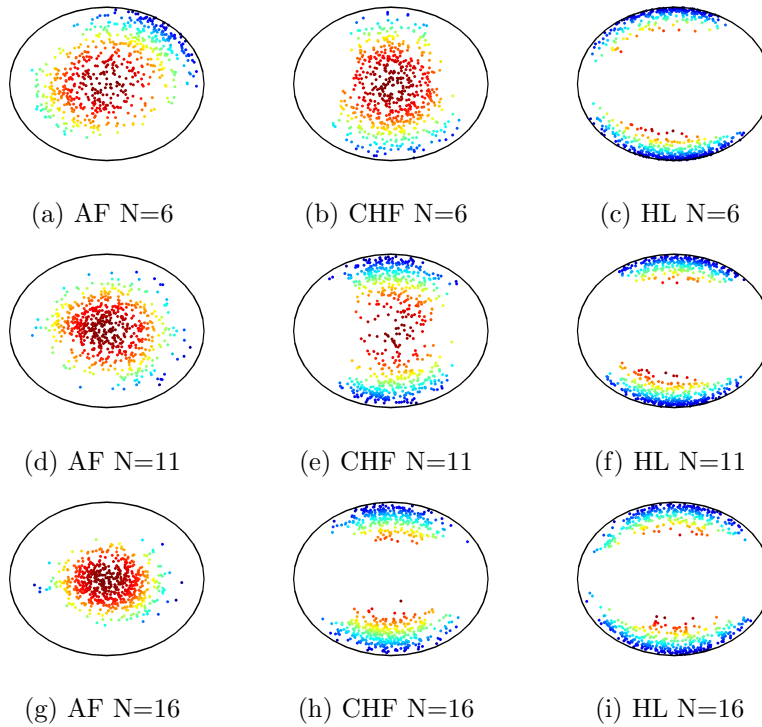 (a) AF N=6
(b) CHF N=6
(c) HL N=6
(d) AF N=11
(e) CHF N=11
(f) HL N=11
(g) AF N=16
(h) CHF N=16
(i) HL N=16